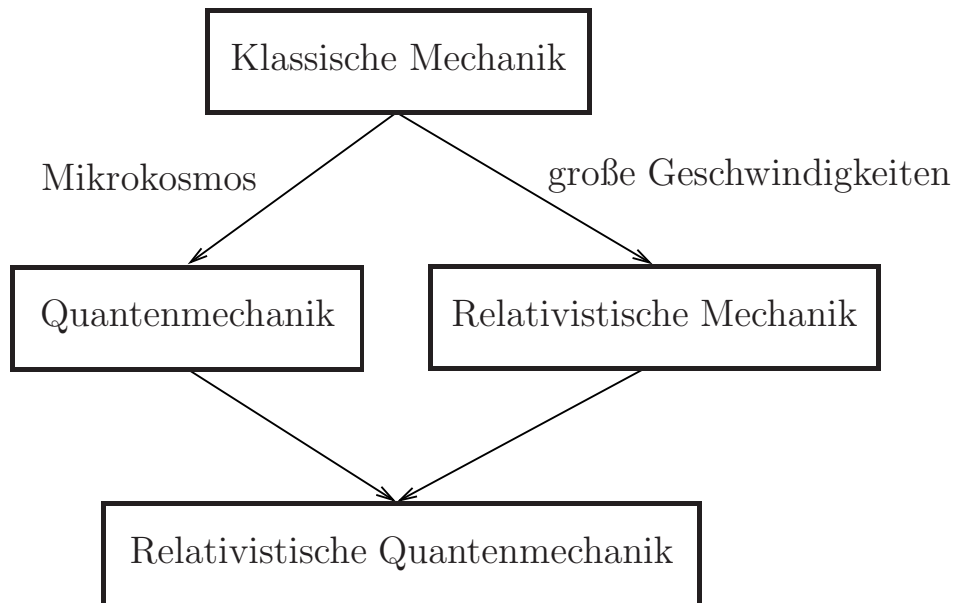 Klassische Mechanik
Mikrokosmos
große Geschwindigkeiten
Quantenmechanik
Relativistische Mechanik
Relativistische Quantenmechanik